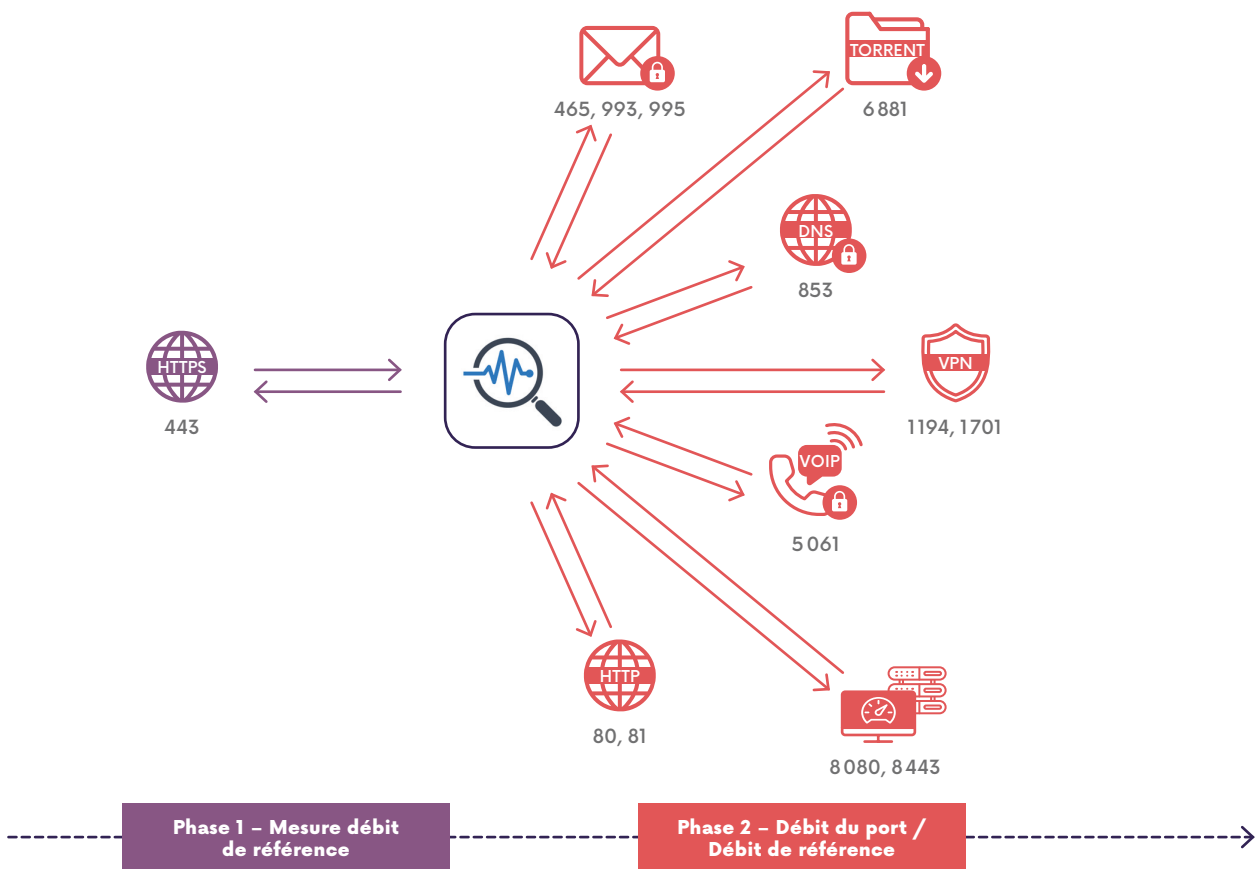 TORRENT
465, 993, 995
6 881
DNS
853
HTTPS
443
VPN
1194, 1701
VOIP
5 061
HTTP
80, 81
8 080, 8 443
Phase 1 – Mesure débit
de référence
Phase 2 – Débit du port /
Débit de référence